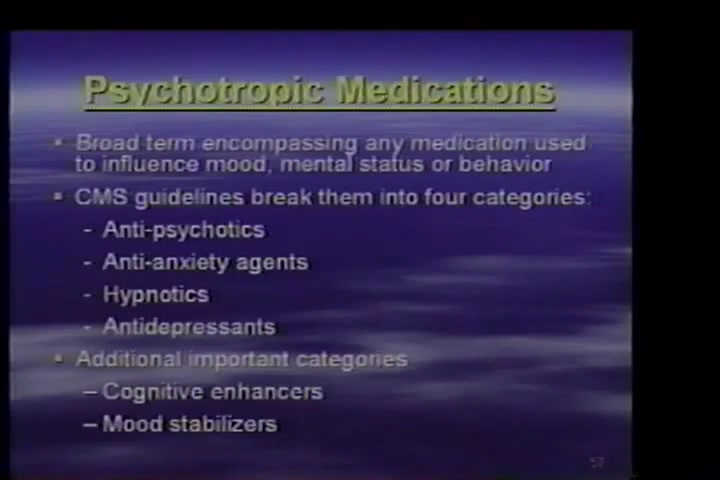 Psychotropic Medications
▪ Broad term encompassing any medication used
to influence mood, mental status or behavior
▪ CMS guidelines break them into four categories:
- Anti-psychotics
- Anti-anxiety agents
- Hypnotics
- Antidepressants
▪ Additional important categories
– Cognitive enhancers
– Mood stabilizers